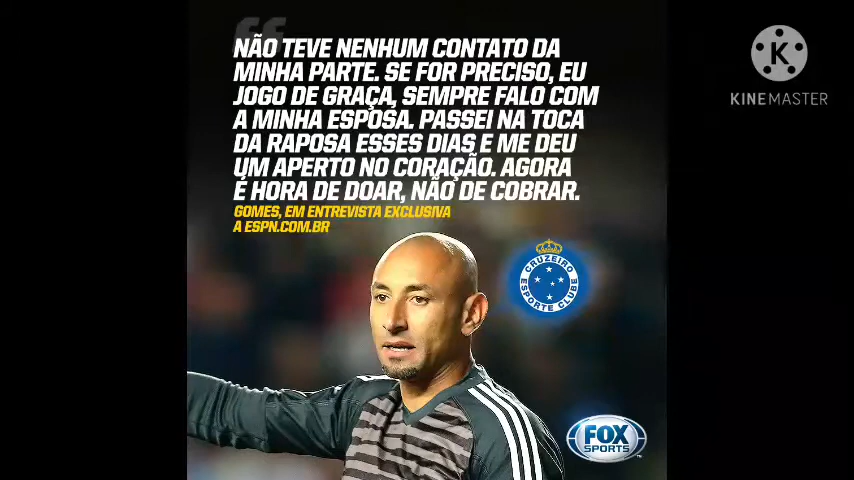 NÃO TEVE NENHUM CONTATO DA
MINHA PARTE. SE FOR PRECISO, EU
JOGO DE GRAÇA, SEMPRE FALO COM
A MINHA ESPOSA. PASSEI NA TOCA
DA RAPOSA ESSES DIAS E ME DEU
UM APERTO NO CORAÇÃO. AGORA
É HORA DE DOAR, NÃO DE COBRAR.
GOMES, EM ENTREVISTA EXCLUSIVA
A ESPN.COM.BR
K
KINEMASTER
CRUZEIRO
ESPORTE CLUBE
FOX
SPORTS